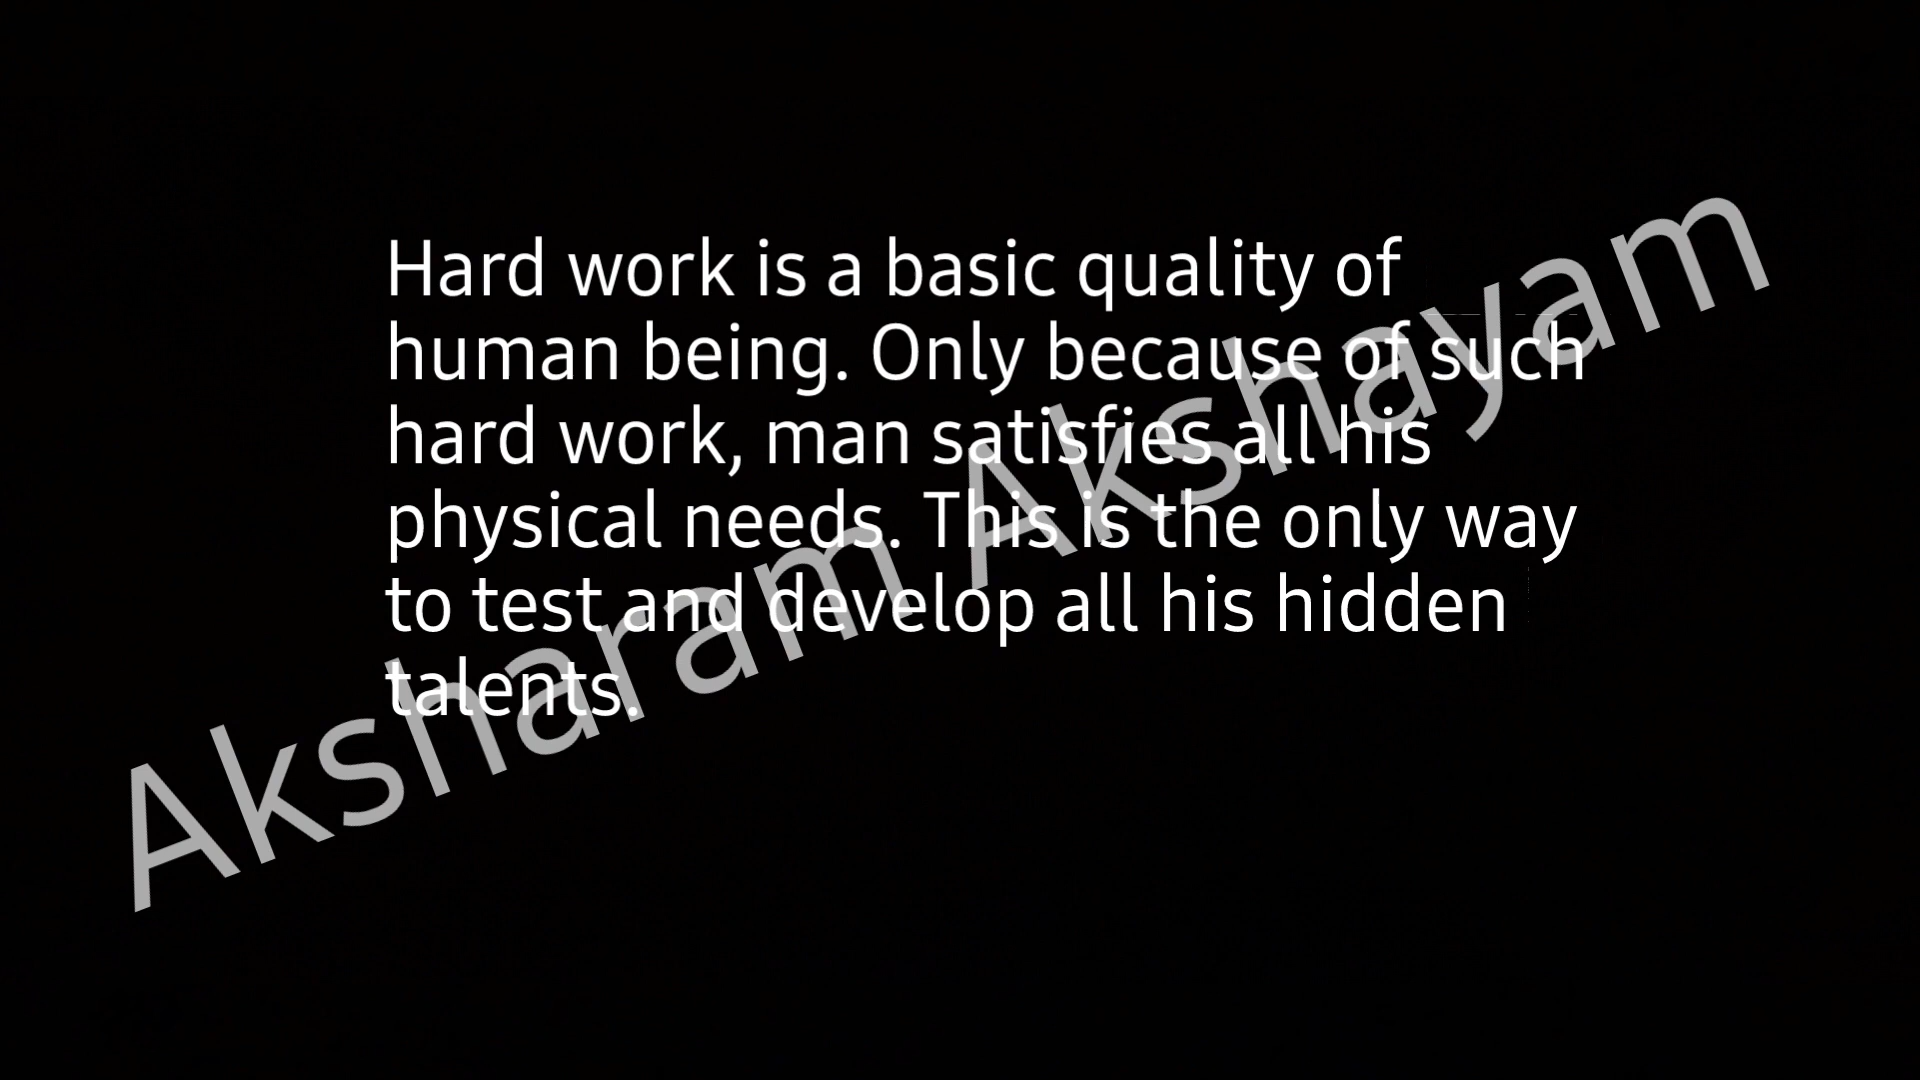 Hard work is a basic quality of
human being. Only because of such
hard work, man satisfies all his
physical needs. This is the only way
to test and develop all his hidden
talents.
Aksharam Akshayam